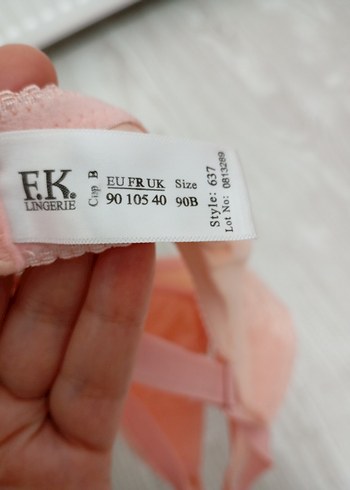 F.K.
LINGERIE
Cup B
EU FR UK
90 105 40
Size
90B
Style: 637
Lot No: 0813289